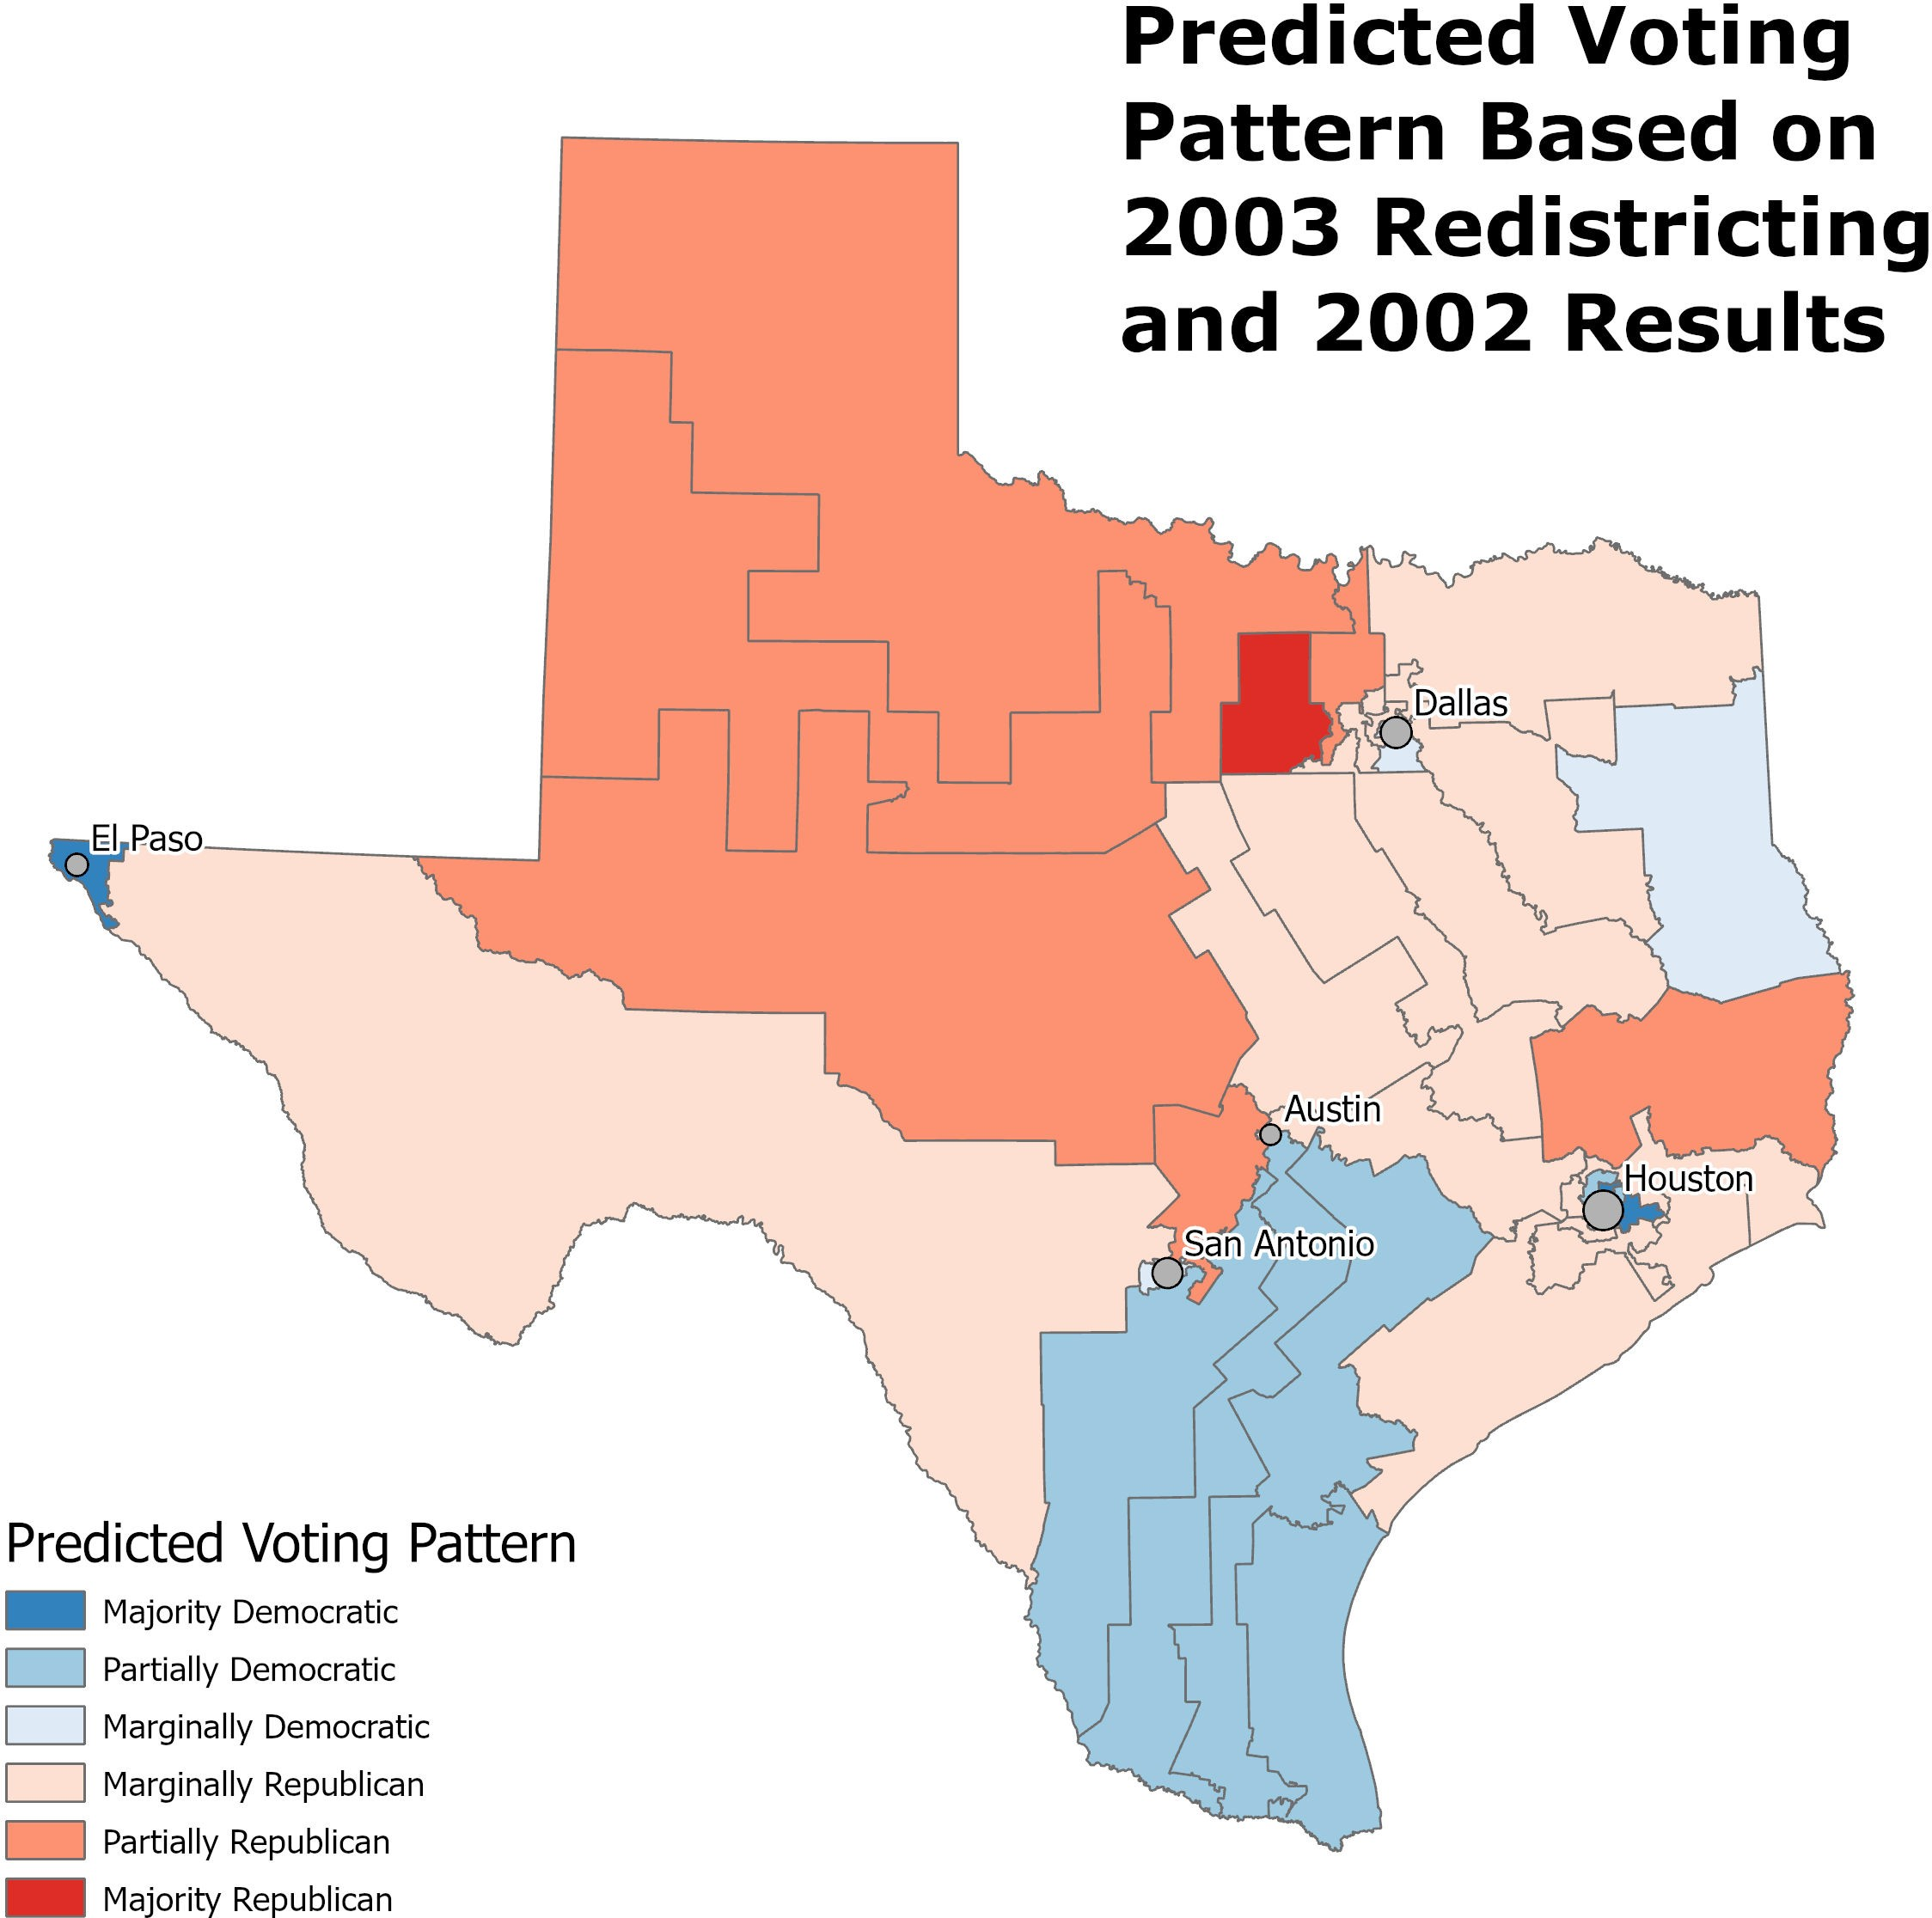 Predicted Voting
Pattern Based on
2003 Redistricting
and 2002 Results
Dallas
El Paso
Austin
Houston
San Antonio
Predicted Voting Pattern
Majority Democratic
Partially Democratic
Marginally Democratic
Marginally Republican
Partially Republican
Majority Republican